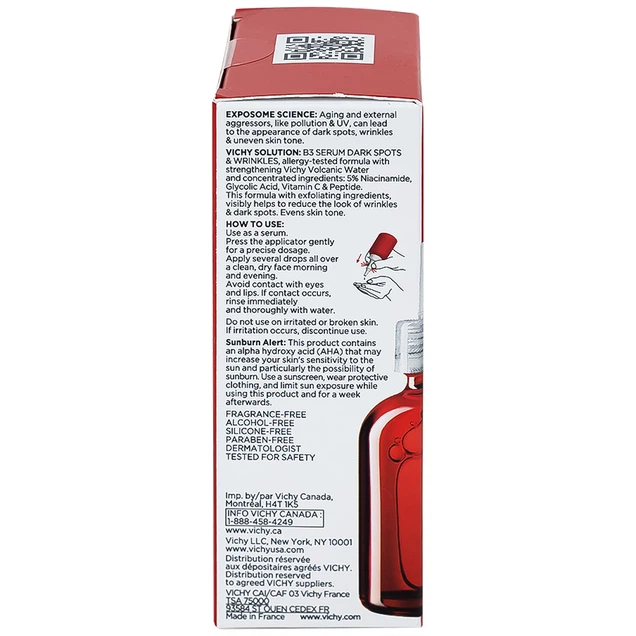 EXPOSOME SCIENCE: Aging and external
aggressors, like pollution & UV, can lead
to the appearance of dark spots, wrinkles
& uneven skin tone.
VICHY SOLUTION: B3 SERUM DARK SPOTS
& WRINKLES, allergy-tested formula with
strengthening Vichy Volcanic Water
and concentrated ingredients: 5% Niacinamide,
Glycolic Acid, Vitamin C & Peptide.
This formula with exfoliating ingredients,
visibly helps to reduce the look of wrinkles
& dark spots. Evens skin tone.
HOW TO USE:
Use as a serum.
Press the applicator gently
for a precise dosage.
Apply several drops all over
a clean, dry face morning
and evening.
Avoid contact with eyes
and lips. If contact occurs,
rinse immediately
and thoroughly with water.
Do not use on irritated or broken skin.
If irritation occurs, discontinue use.
Sunburn Alert: This product contains
an alpha hydroxy acid (AHA) that may
increase your skin's sensitivity to the
sun and particularly the possibility of
sunburn. Use a sunscreen, wear protective
clothing, and limit sun exposure while
using this product and for a week
afterwards.
FRAGRANCE-FREE
ALCOHOL-FREE
SILICONE-FREE
PARABEN-FREE
DERMATOLOGIST
TESTED FOR SAFETY
Imp. by/par Vichy Canada,
Montréal, H4T 1K5
INFO VICHY CANADA :
1-888-458-4249
www.vichy.ca
Vichy LLC, New York, NY 10001
www.vichyusa.com
Distribution réservée
aux dépositaires agréés VICHY.
Distribution reserved
to agreed VICHY suppliers.
VICHY CAI/CAF 03 Vichy France
TSA 75000
93584 ST OUEN CEDEX FR
Made in France www.vichy.com